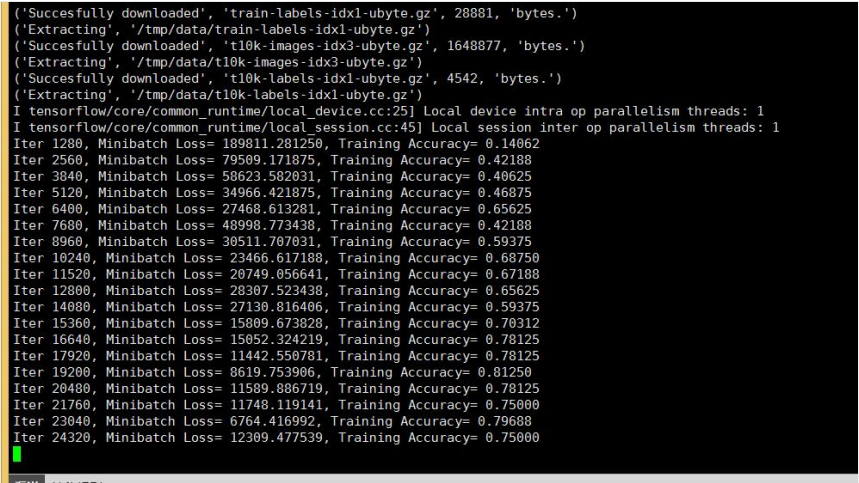 ('Succesfully downloaded', 'train-labels-idx1-ubyte.gz', 28881, 'bytes.')
('Extracting', '/tmp/data/train-labels-idx1-ubyte.gz')
('Succesfully downloaded', 't10k-images-idx3-ubyte.gz', 1648877, 'bytes.')
('Extracting', '/tmp/data/t10k-images-idx3-ubyte.gz')
('Succesfully downloaded', 't10k-labels-idx1-ubyte.gz', 4542, 'bytes.')
('Extracting', '/tmp/data/t10k-labels-idx1-ubyte.gz')
I tensorflow/core/common_runtime/local_device.cc:25] Local device intra op parallelism threads: 1
I tensorflow/core/common_runtime/local_session.cc:45] Local session inter op parallelism threads: 1
Iter 1280, Minibatch Loss= 189811.281250, Training Accuracy= 0.14062
Iter 2560, Minibatch Loss= 79509.171875, Training Accuracy= 0.42188
Iter 3840, Minibatch Loss= 58623.582031, Training Accuracy= 0.40625
Iter 5120, Minibatch Loss= 34966.421875, Training Accuracy= 0.46875
Iter 6400, Minibatch Loss= 27468.613281, Training Accuracy= 0.65625
Iter 7680, Minibatch Loss= 48998.773438, Training Accuracy= 0.42188
Iter 8960, Minibatch Loss= 30511.707031, Training Accuracy= 0.59375
Iter 10240, Minibatch Loss= 23466.617188, Training Accuracy= 0.68750
Iter 11520, Minibatch Loss= 20749.056641, Training Accuracy= 0.67188
Iter 12800, Minibatch Loss= 28307.523438, Training Accuracy= 0.65625
Iter 14080, Minibatch Loss= 27130.816406, Training Accuracy= 0.59375
Iter 15360, Minibatch Loss= 15809.673828, Training Accuracy= 0.70312
Iter 16640, Minibatch Loss= 15052.324219, Training Accuracy= 0.78125
Iter 17920, Minibatch Loss= 11442.550781, Training Accuracy= 0.78125
Iter 19200, Minibatch Loss= 8619.753906, Training Accuracy= 0.81250
Iter 20480, Minibatch Loss= 11589.886719, Training Accuracy= 0.78125
Iter 21760, Minibatch Loss= 11748.119141, Training Accuracy= 0.75000
Iter 23040, Minibatch Loss= 6764.416992, Training Accuracy= 0.79688
Iter 24320, Minibatch Loss= 12309.477539, Training Accuracy= 0.75000